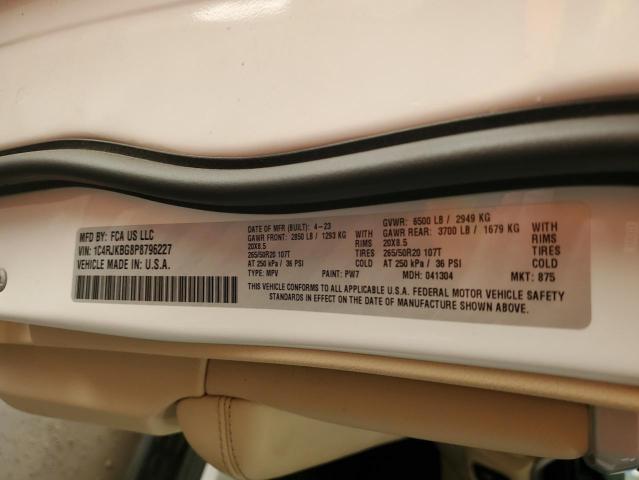 MFD BY: FCA US LLC
VIN: 1C4RJKBG8P8796227
VEHICLE MADE IN: U.S.A.
DATE OF MFR (BUILT): 4-23
GAWR FRONT: 2850 LB / 1293 KG WITH
20X8.5 TIRES
265/50R20 107T COLD
AT 250 kPa / 36 PSI
GVWR: 6500 LB / 2949 KG
GAWR REAR: 3700 LB / 1679 KG WITH
20X8.5 TIRES
265/50R20 107T COLD
AT 250 kPa / 36 PSI
TYPE: MPV PAINT: PW7 MDH: 041304 MKT: 875
THIS VEHICLE CONFORMS TO ALL APPLICABLE U.S.A. FEDERAL MOTOR VEHICLE SAFETY
STANDARDS IN EFFECT ON THE DATE OF MANUFACTURE SHOWN ABOVE.